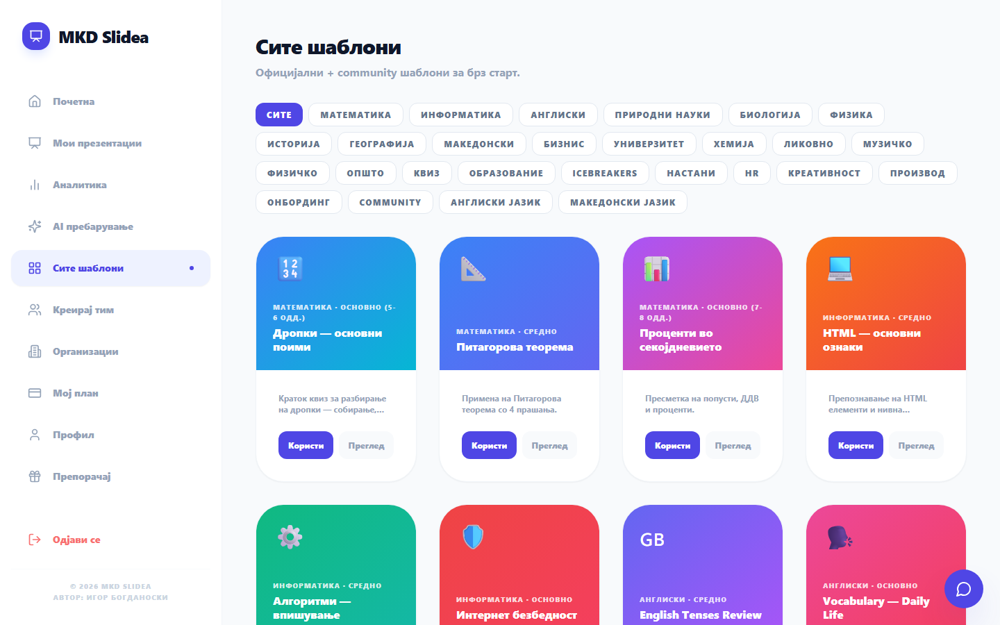 MKD Slidea
Почетна
Мои презентации
Аналитика
AI пребарување
Сите шаблони
Креирај тим
Организации
Мој план
Профил
Препорачај
Одјави се
© 2026 MKD SLIDEA
АВТОР: ИГОР БОГДАНОСКИ
Сите шаблони
Официјални + community шаблони за брз старт.
СИТЕ МАТЕМАТИКА ИНФОРМАТИКА АНГЛИСКИ ПРИРОДНИ НАУКИ БИОЛОГИЈА ФИЗИКА
ИСТОРИЈА ГЕОГРАФИЈА МАКЕДОНСКИ БИЗНИС УНИВЕРЗИТЕТ ХЕМИЈА ЛИКОВНО МУЗИЧКО
ФИЗИЧКО ОПШТО КВИЗ ОБРАЗОВАНИЕ ICEBREAKERS НАСТАНИ HR КРЕАТИВНОСТ ПРОИЗВОД
ОНБОРДИНГ COMMUNITY АНГЛИСКИ ЈАЗИК МАКЕДОНСКИ ЈАЗИК
1 2
3 4
МАТЕМАТИКА · ОСНОВНО (5-
6 ОДД.)
Дропки — основни
поими
Краток квиз за разбирање
на дропки — собирање,...
Користи Преглед
МАТЕМАТИКА · СРЕДНО
Питагорова теорема
Примена на Питагорова
теорема со 4 прашања.
Користи Преглед
МАТЕМАТИКА · ОСНОВНО (7-
8 ОДД.)
Проценти во
секојдневието
Пресметка на попусти, ДДВ
и проценти.
Користи Преглед
ИНФОРМАТИКА · СРЕДНО
HTML — основни
ознаки
Препознавање на HTML
елементи и нивна...
Користи Преглед
ИНФОРМАТИКА · СРЕДНО
Алгоритми —
впишување
ИНФОРМАТИКА · ОСНОВНО
Интернет безбедност
GB
АНГЛИСКИ · СРЕДНО
English Tenses Review
АНГЛИСКИ · ОСНОВНО
Vocabulary — Daily
Life